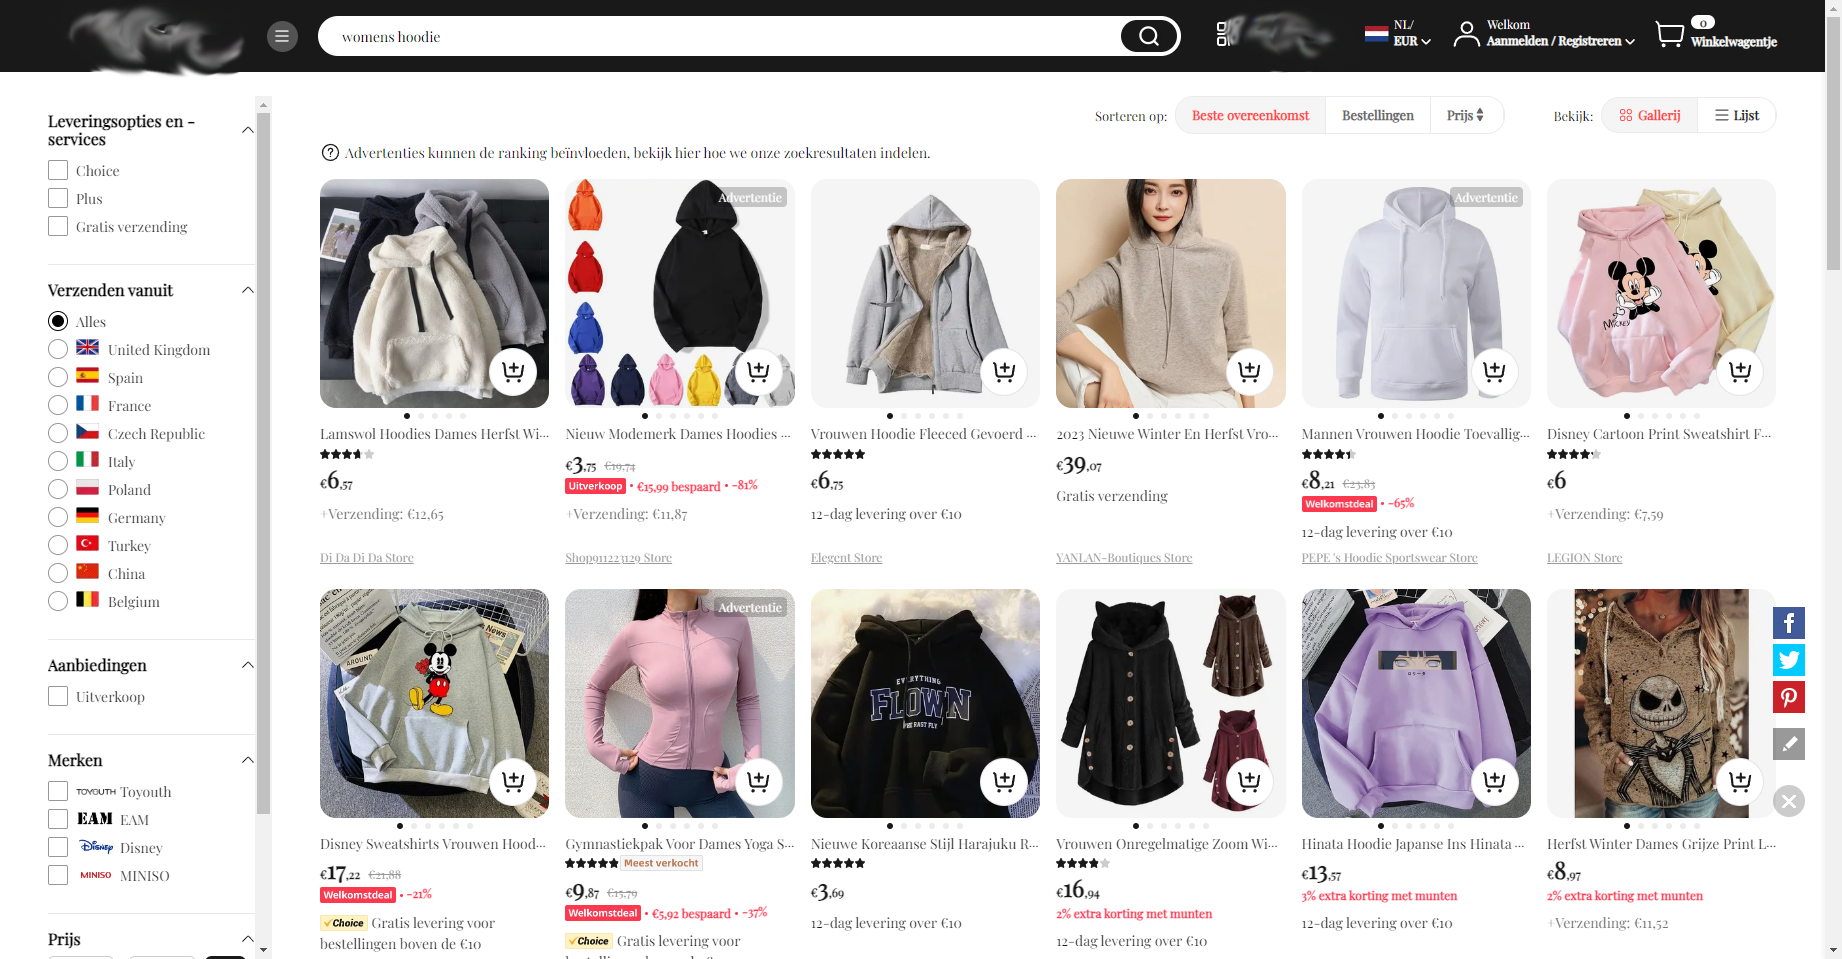 womens hoodie
NL/
EUR
Welkom
Aanmelden / Registreren
0
Winkelwagentje
Leveringsopties en -
services
Choice
Plus
Gratis verzending
Verzenden vanuit
Alles
United Kingdom
Spain
France
Czech Republic
Italy
Poland
Germany
Turkey
China
Belgium
Aanbiedingen
Uitverkoop
Merken
TOYOUTH Toyouth
EAM EAM
Disney Disney
MINISO MINISO
Prijs
Sorteren op: Beste overeenkomst Bestellingen Prijs
Bekijk: Gallerij Lijst
Advertenties kunnen de ranking beïnvloeden, bekijk hier hoe we onze zoekresultaten indelen.
Lamswol Hoodies Dames Herfst Wi...
€6,57
+Verzending: €12,65
Di Da Di Da Store
Advertentie
Nieuw Modemerk Dames Hoodies ...
€3,75 €19,74
Uitverkoop • €15,99 bespaard • -81%
+Verzending: €11,87
Shop911223129 Store
Vrouwen Hoodie Fleeced Gevoerd ...
€6,75
12-dag levering over €10
Elegent Store
2023 Nieuwe Winter En Herfst Vro...
€39,07
Gratis verzending
YANLAN-Boutiques Store
Advertentie
Mannen Vrouwen Hoodie Toevallig...
€8,21 €23,83
Welkomstdeal • -65%
12-dag levering over €10
PEPE 's Hoodie Sportswear Store
MICKEY
Disney Cartoon Print Sweatshirt F...
€6
+Verzending: €7,59
LEGION Store
AROUND
News
Disney Sweatshirts Vrouwen Hood...
€17,22 €21,88
Welkomstdeal • -21%
Choice Gratis levering voor
bestellingen boven de €10
Advertentie
Gymnastiekpak Voor Dames Yoga S...
Meest verkocht
€9,87 €15,79
Welkomstdeal • €5,92 bespaard • -37%
Choice Gratis levering voor
EVERYTHING
FLOWN
Nieuwe Koreaanse Stijl Harajuku R...
€3,69
12-dag levering over €10
Vrouwen Onregelmatige Zoom Wi...
€16,94
2% extra korting met munten
12-dag levering over €10
Hinata Hoodie Japanse Ins Hinata ...
€13,57
3% extra korting met munten
12-dag levering over €10
Herfst Winter Dames Grijze Print L...
€8,97
2% extra korting met munten
+Verzending: €11,52